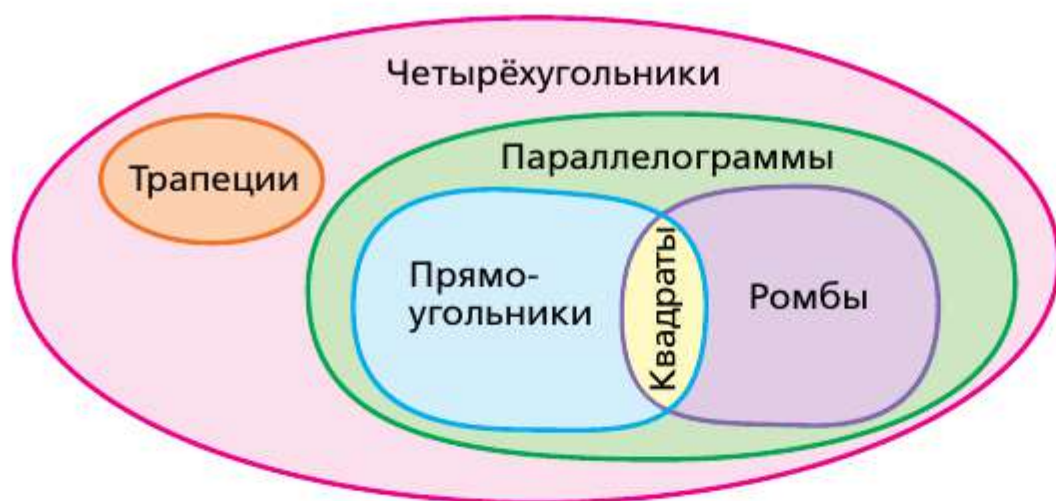 Четырёхугольники
Параллелограммы
Трапеции
Прямо-
угольники
Квадраты
Ромбы